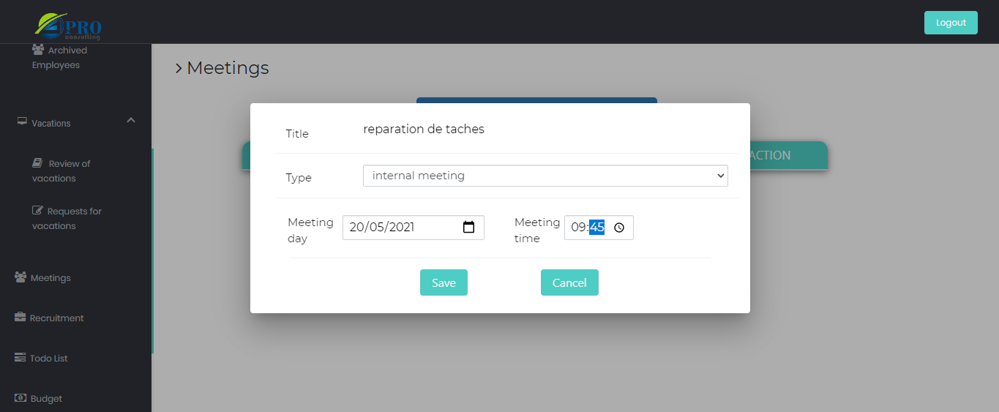 PRO
consulting
Logout
Archived
Employees
Vacations
Review of
vacations
Requests for
vacations
Meetings
Recruitment
Todo List
Budget
Meetings
ACTION
Title
reparation de taches
Type
internal meeting
Meeting
day
20/05/2021
Meeting
time
09:45
Save
Cancel